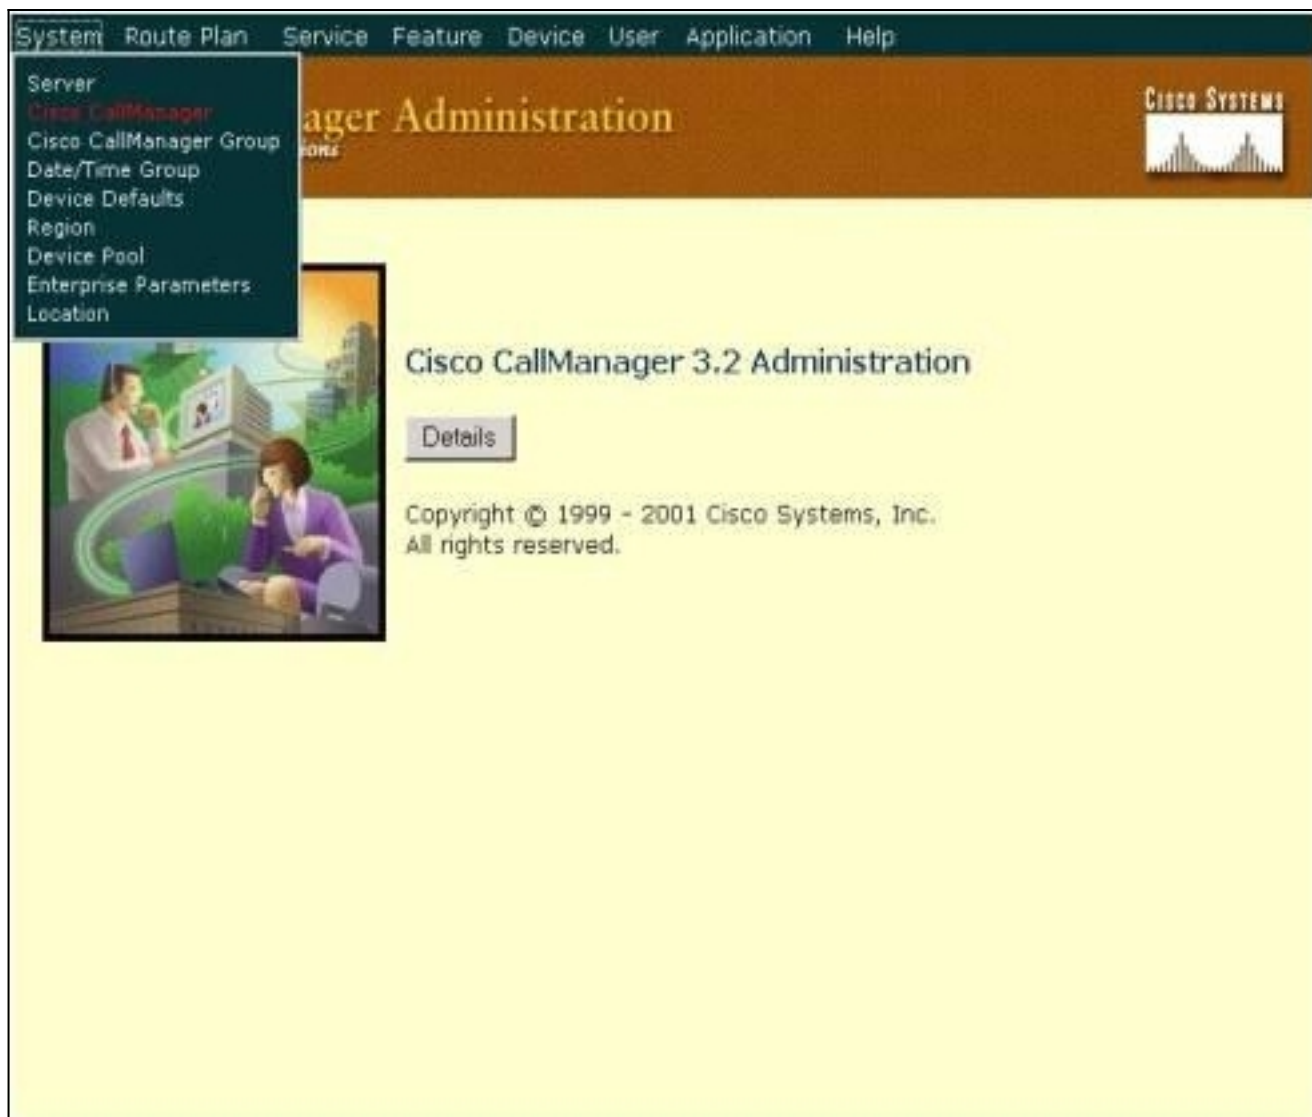 System Route Plan Service Feature Device User Application Help
Server
Cisco CallManager
Cisco CallManager Group
Date/Time Group
Device Defaults
Region
Device Pool
Enterprise Parameters
Location
ager Administration
ions
CISCO SYSTEMS
Cisco CallManager 3.2 Administration
Details
Copyright © 1999 - 2001 Cisco Systems, Inc.
All rights reserved.